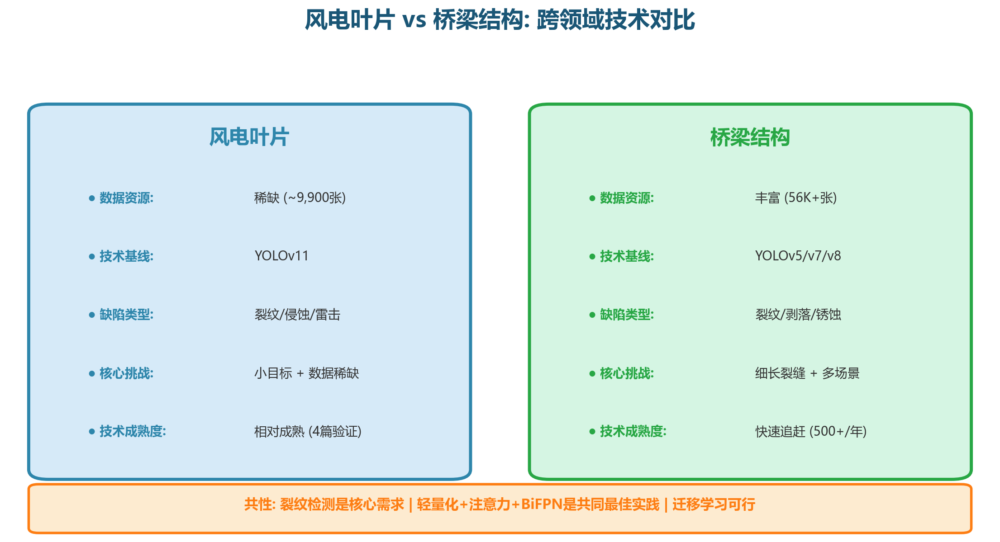 风电叶片 vs 桥梁结构: 跨领域技术对比
风电叶片
● 数据资源: 稀缺 (~9,900张)
● 技术基线: YOLOv11
● 缺陷类型: 裂纹/侵蚀/雷击
● 核心挑战: 小目标 + 数据稀缺
● 技术成熟度: 相对成熟 (4篇验证)
桥梁结构
● 数据资源: 丰富 (56K+张)
● 技术基线: YOLOv5/v7/v8
● 缺陷类型: 裂纹/剥落/锈蚀
● 核心挑战: 细长裂缝 + 多场景
● 技术成熟度: 快速追赶 (500+/年)
共性: 裂纹检测是核心需求 | 轻量化+注意力+BiFPN是共同最佳实践 | 迁移学习可行